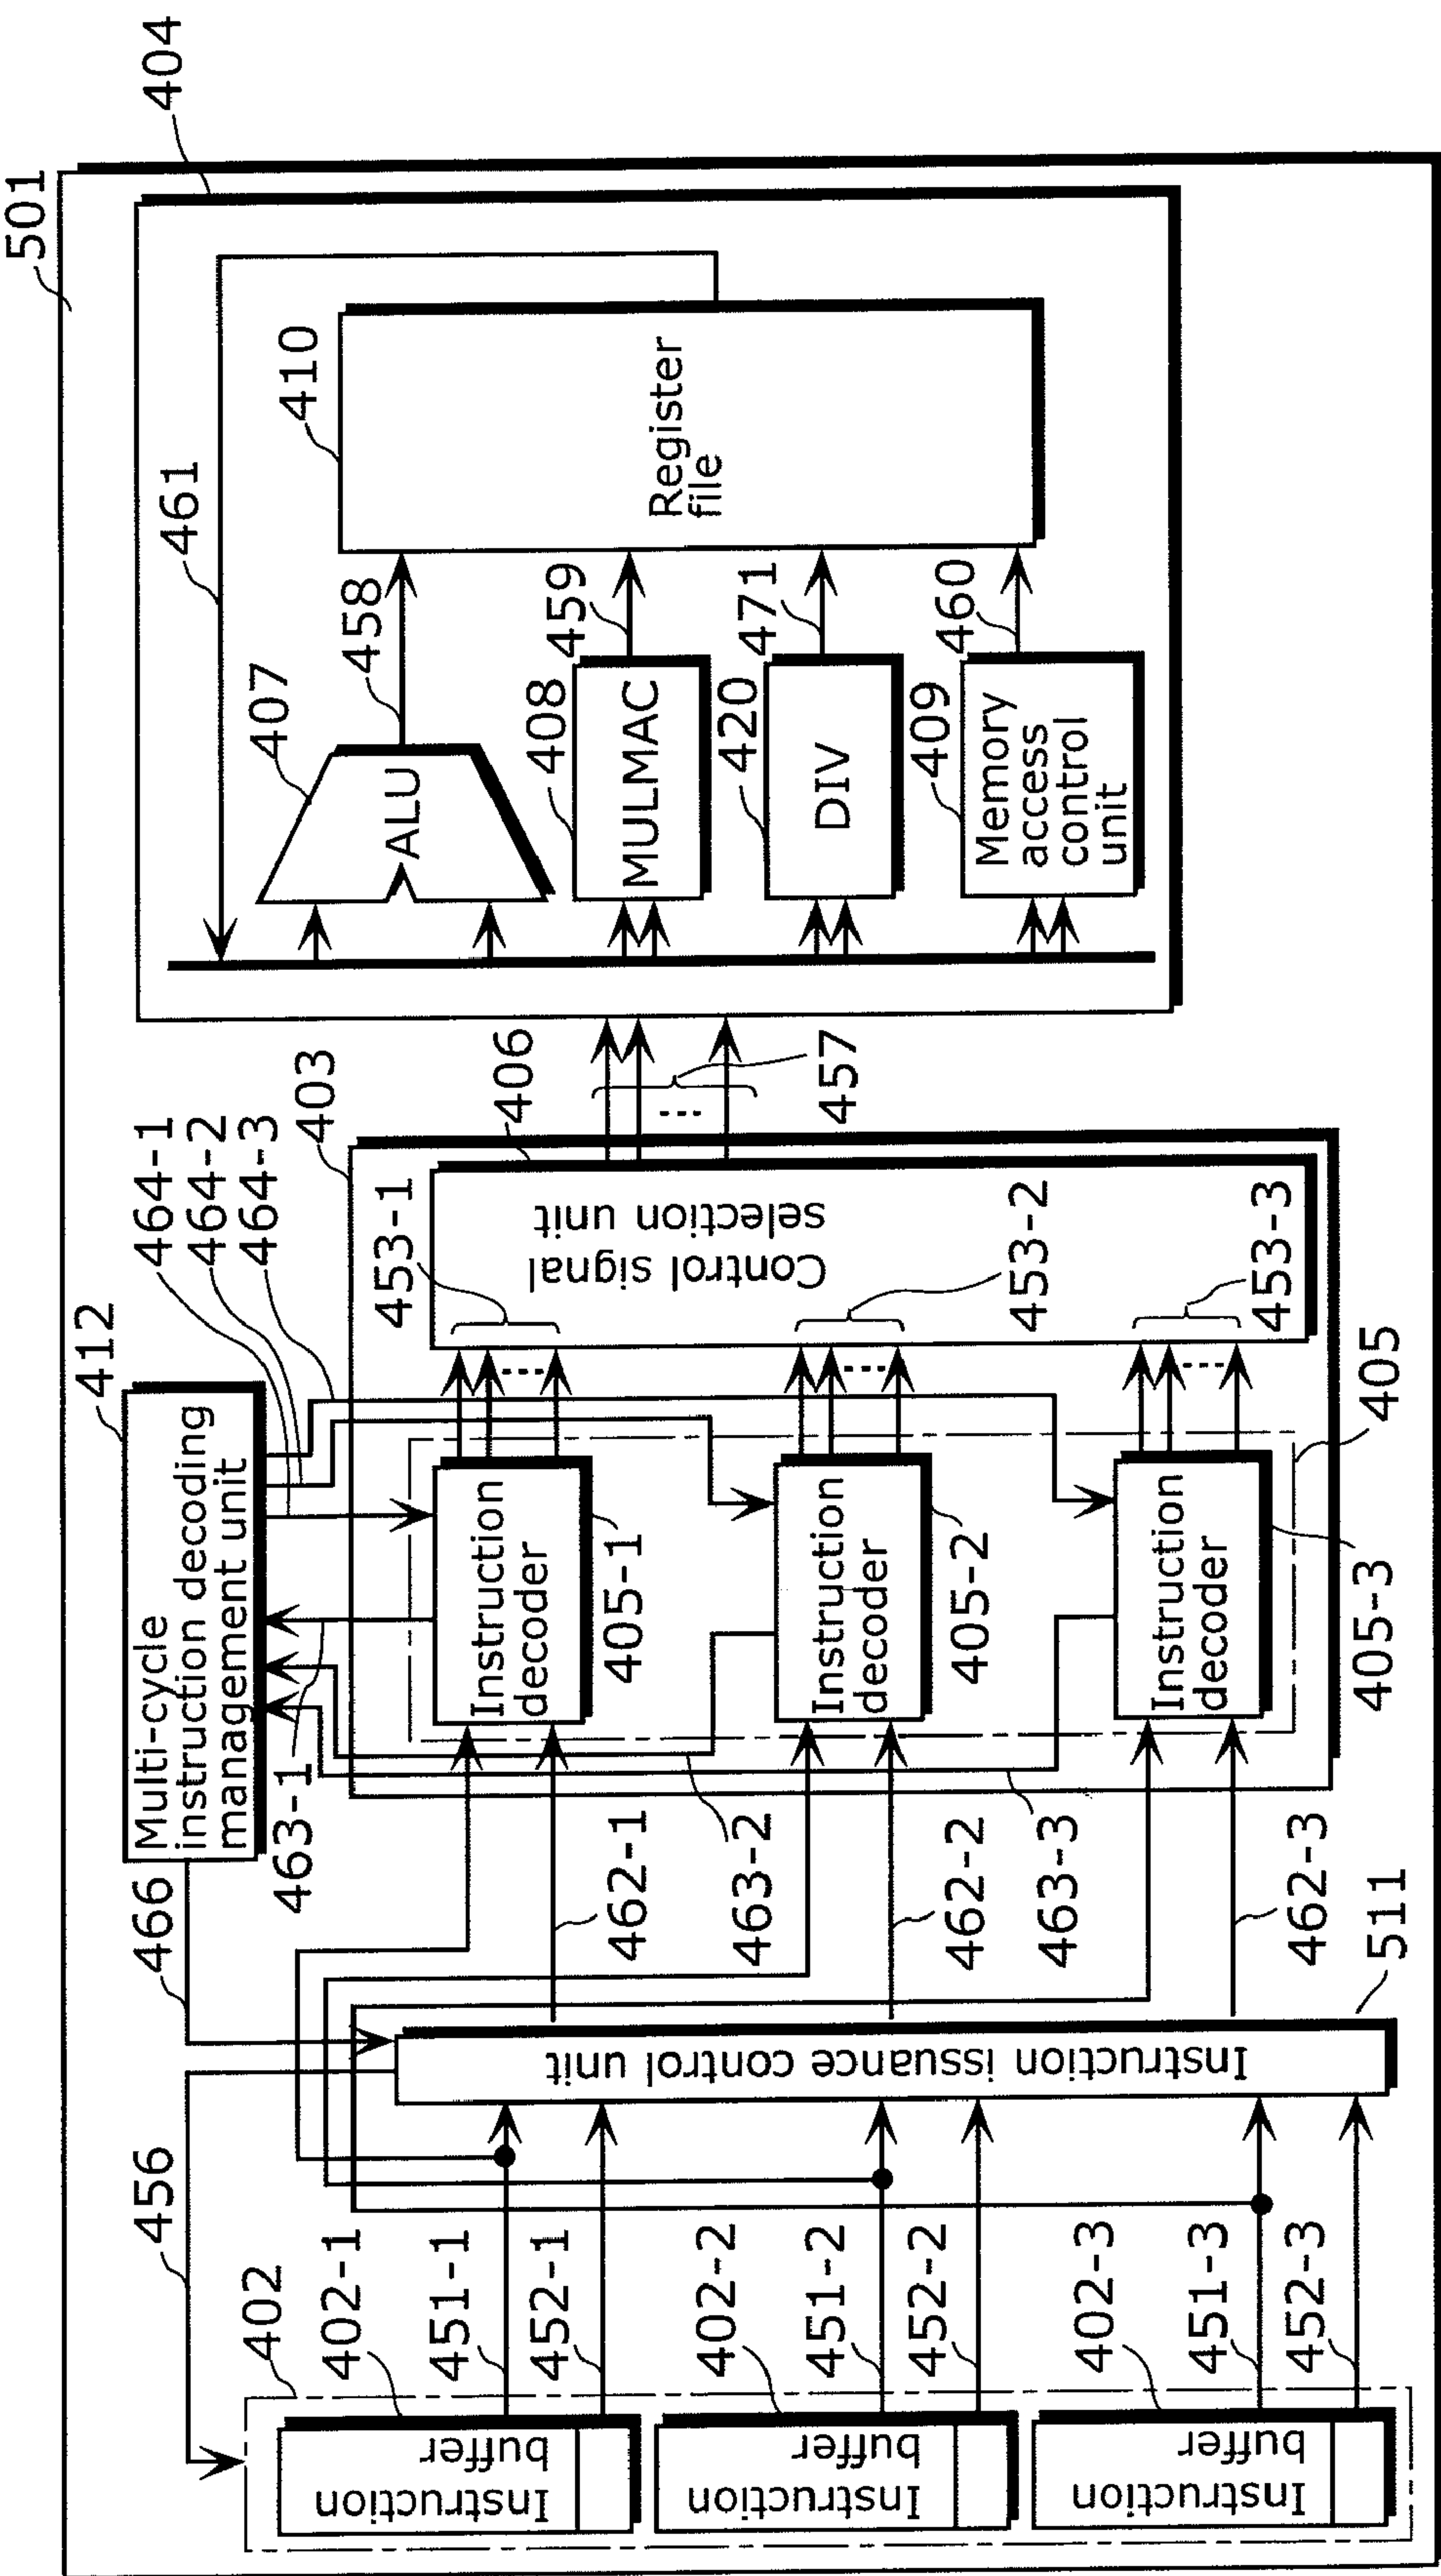 501
404
412
464-1
464-2
464-3
403
461
410
Register
file
407
458
ALU
408
459
MULMAC
420
471
DIV
409
460
Memory
access
control
unit
406
457
466
Multi-cycle
instruction decoding
management unit
463-1
453-1
Control signal
selection unit
453-2
453-3
Instruction
decoder
405-1
Instruction
decoder
405-2
Instruction
decoder
405-3
405
462-1
463-2
462-2
463-3
462-3
511
Instruction issuance control unit
456
402
402-1
451-1
452-1
Instruction
buffer
402-2
451-2
452-2
Instruction
buffer
402-3
451-3
452-3
Instruction
buffer